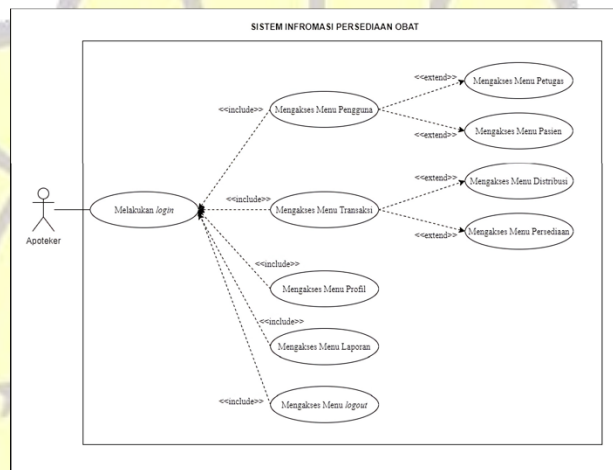 SISTEM INFROMASI PERSEDIAAN OBAT
<<extend>>
Mengakses Menu Petugas
<<include>>
Mengakses Menu Pengguna
<<extend>>
Mengakses Menu Pasien
<<extend>>
Mengakses Menu Distribusi
Melakukan login
<<include>>
Mengakses Menu Transaksi
<<extend>>
Mengakses Menu Persediaan
Apoteker
<<include>>
Mengakses Menu Profil
<<include>>
Mengakses Menu Laporan
<<include>>
Mengakses Menu logout